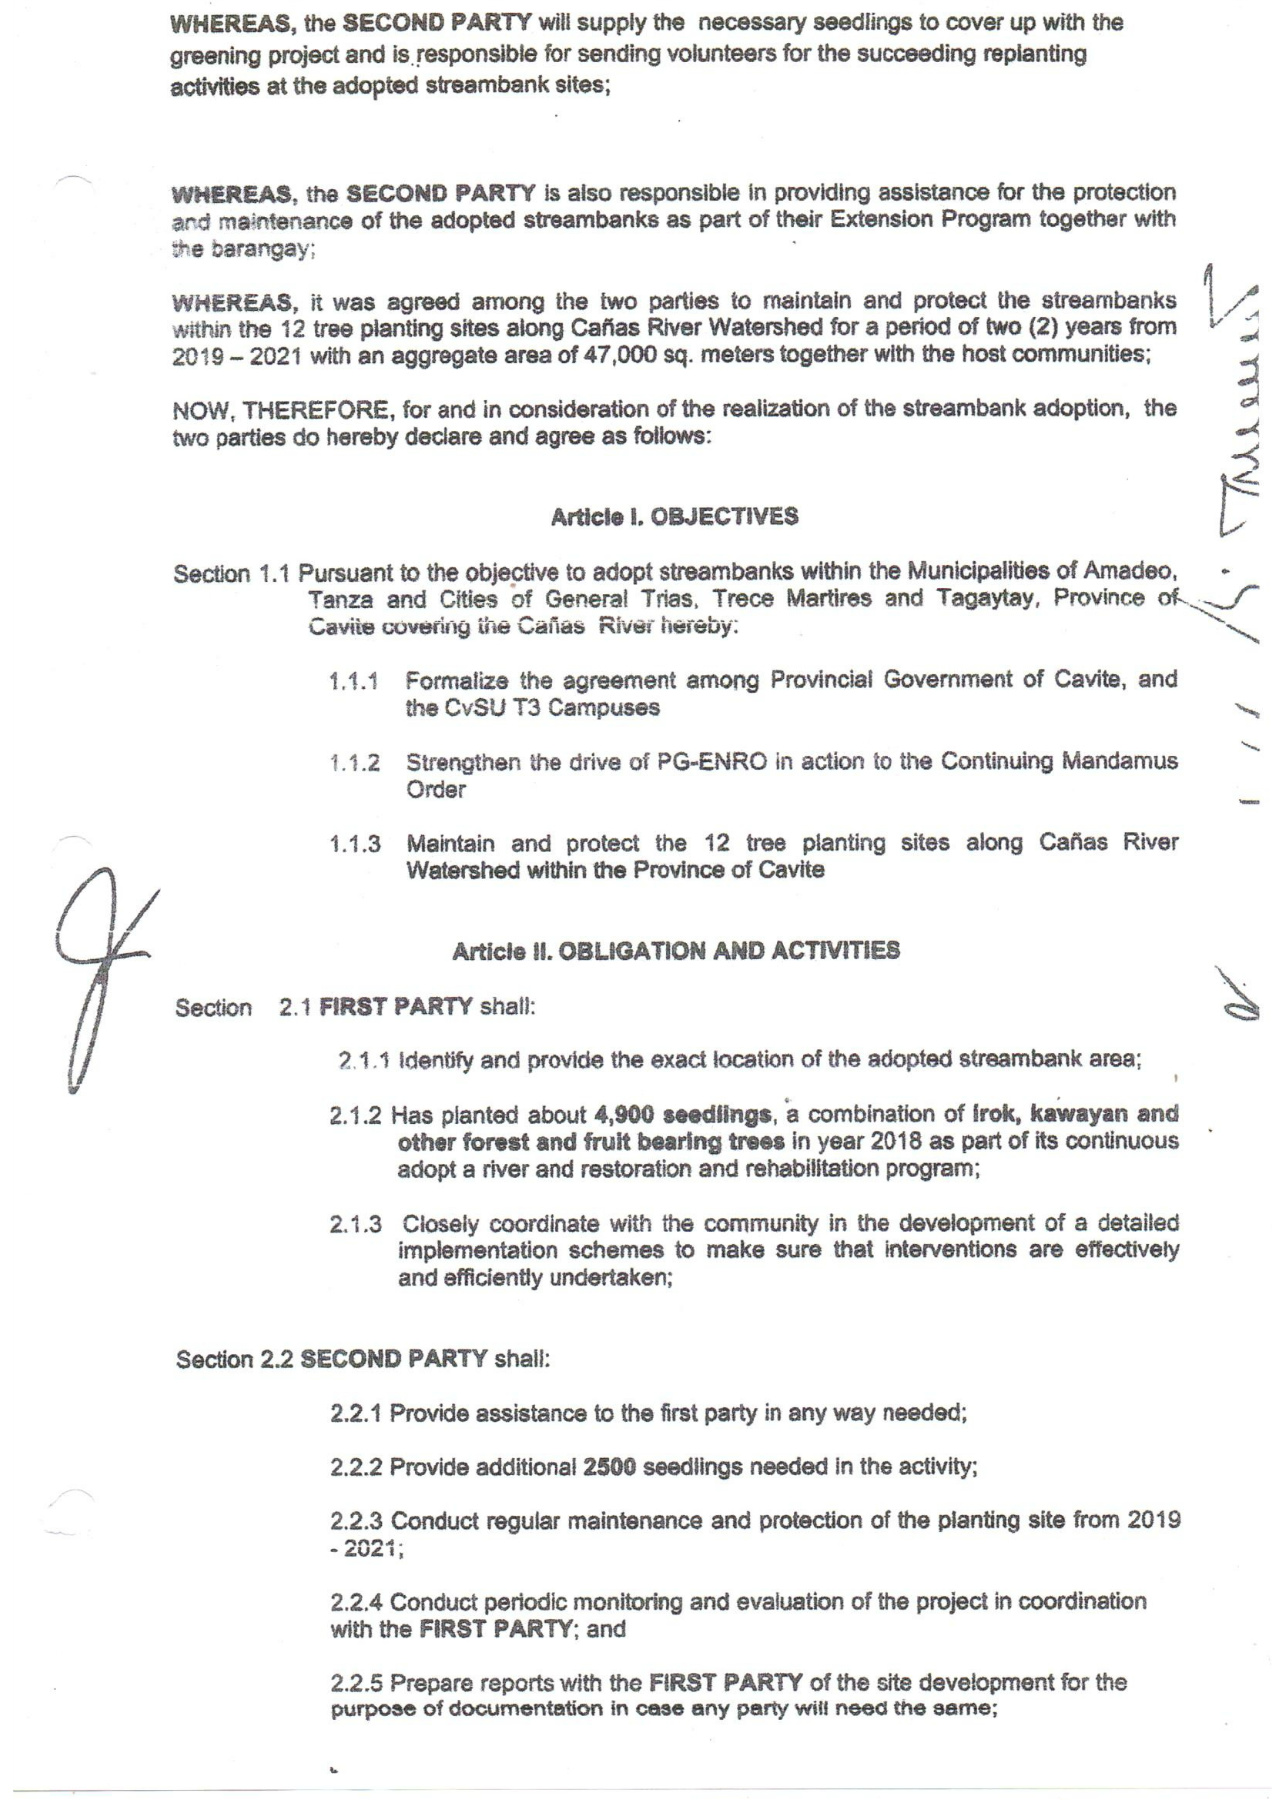 WHEREAS, the SECOND PARTY will supply the necessary seedlings to cover up with the
greening project and is responsible for sending volunteers for the succeeding replanting
activities at the adopted streambank sites;
WHEREAS, the SECOND PARTY is also responsible in providing assistance for the protection
and maintenance of the adopted streambanks as part of their Extension Program together with
the barangay;
WHEREAS, it was agreed among the two parties to maintain and protect the streambanks
within the 12 tree planting sites along Cañas River Watershed for a period of two (2) years from
2019 – 2021 with an aggregate area of 47,000 sq. meters together with the host communities;
NOW, THEREFORE, for and in consideration of the realization of the streambank adoption, the
two parties do hereby declare and agree as follows:
Article I. OBJECTIVES
Section 1.1 Pursuant to the objective to adopt streambanks within the Municipalities of Amadeo,
Tanza and Cities of General Trias, Trece Martires and Tagaytay, Province of
Cavite covering the Cañas River hereby:
1.1.1 Formalize the agreement among Provincial Government of Cavite, and
the CvSU T3 Campuses
1.1.2 Strengthen the drive of PG-ENRO in action to the Continuing Mandamus
Order
1.1.3 Maintain and protect the 12 tree planting sites along Cañas River
Watershed within the Province of Cavite
Article II. OBLIGATION AND ACTIVITIES
Section 2.1 FIRST PARTY shall:
2.1.1 Identify and provide the exact location of the adopted streambank area;
2.1.2 Has planted about 4,900 seedlings, a combination of Irok, kawayan and
other forest and fruit bearing trees in year 2018 as part of its continuous
adopt a river and restoration and rehabilitation program;
2.1.3 Closely coordinate with the community in the development of a detailed
implementation schemes to make sure that interventions are effectively
and efficiently undertaken;
Section 2.2 SECOND PARTY shall:
2.2.1 Provide assistance to the first party in any way needed;
2.2.2 Provide additional 2500 seedlings needed in the activity;
2.2.3 Conduct regular maintenance and protection of the planting site from 2019
- 2021;
2.2.4 Conduct periodic monitoring and evaluation of the project in coordination
with the FIRST PARTY; and
2.2.5 Prepare reports with the FIRST PARTY of the site development for the
purpose of documentation in case any party will need the same;